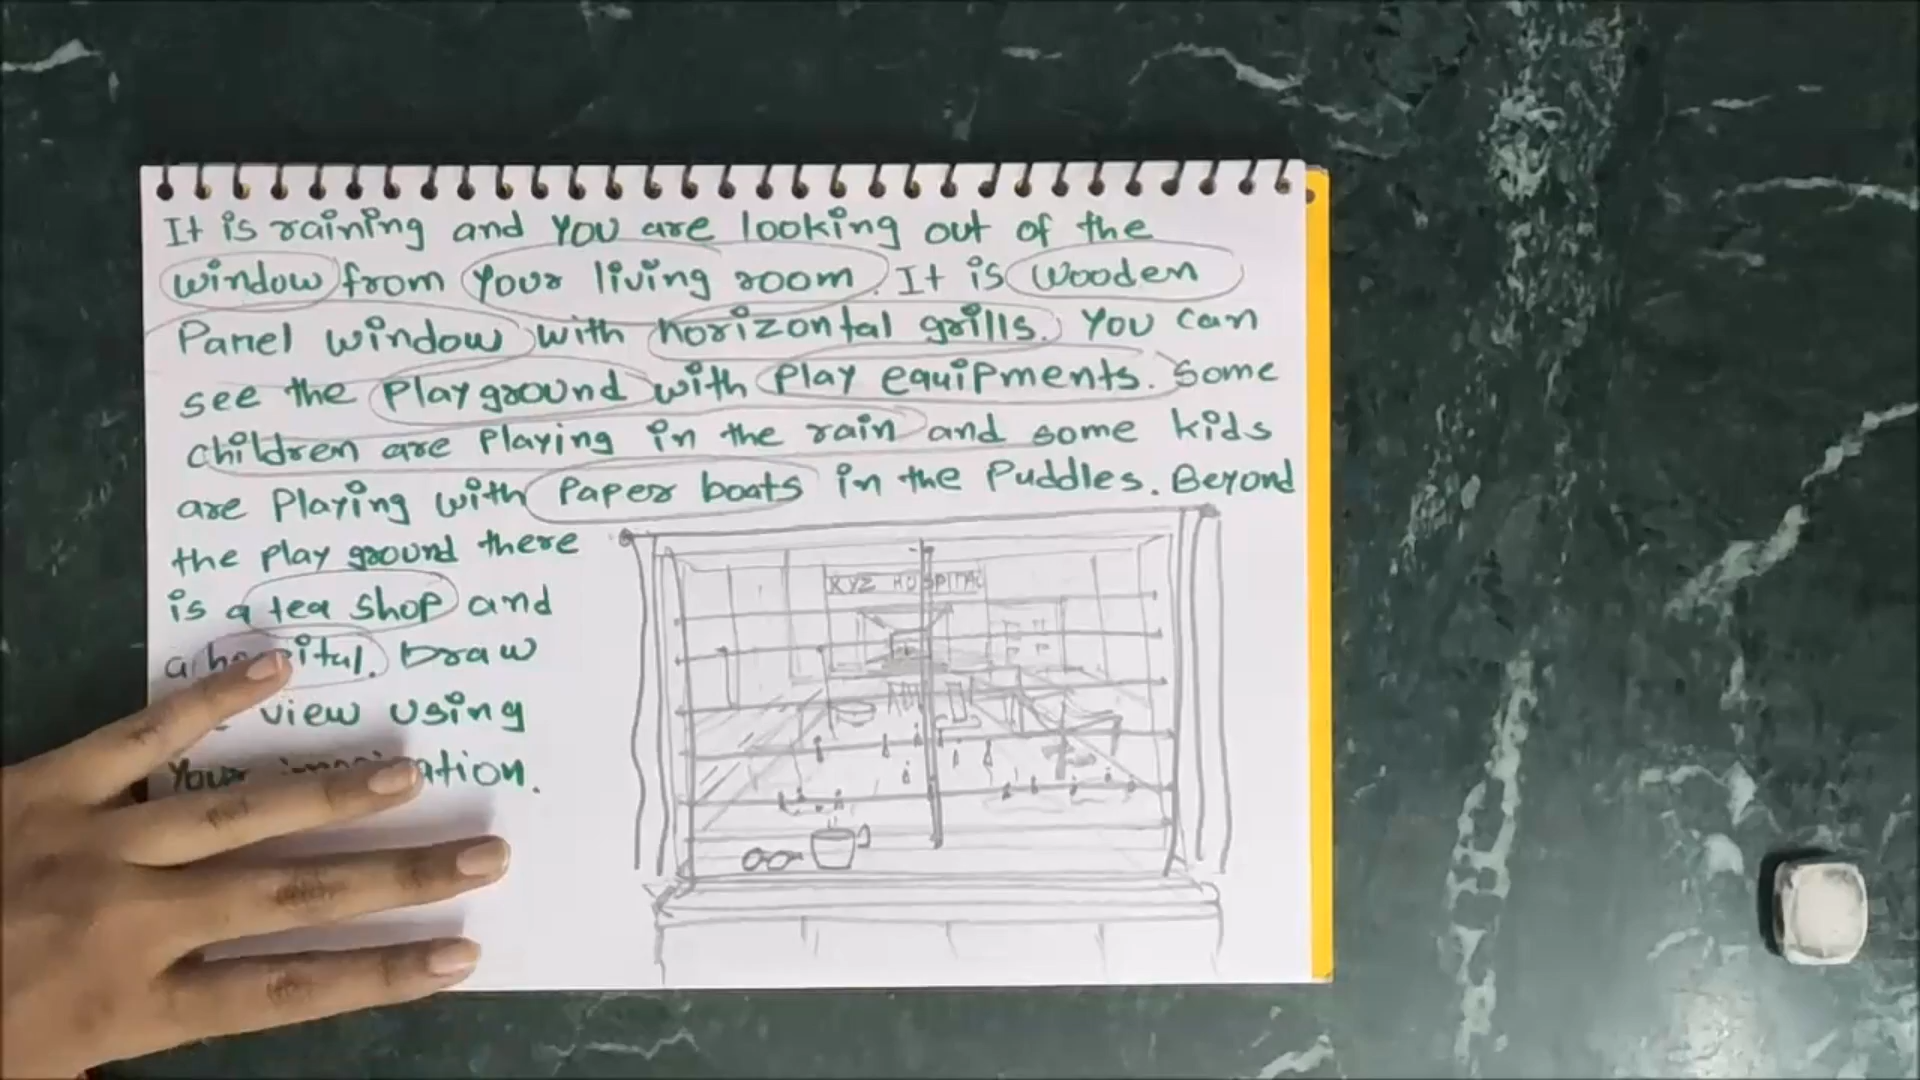 It is raining and you are looking out of the
window from your living room. It is wooden
Panel window with horizontal grills. You can
see the playground with play equipments. Some
children are playing in the rain and some kids
are playing with paper boats in the puddles. Beyond
the play ground there
is a tea shop and
a hospital. Draw
view using
your imagination.
XYZ HOSPITAL